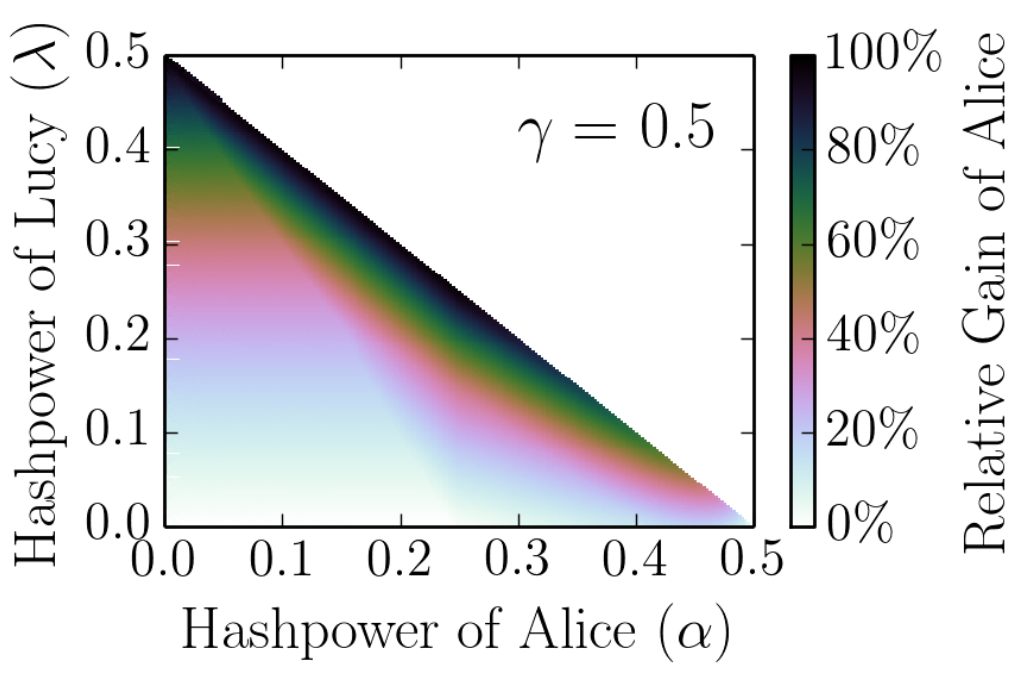 γ = 0.5
Hashpower of Lucy (λ)
0.5
0.4
0.3
0.2
0.1
0.0
0.0 0.1 0.2 0.3 0.4 0.5
Hashpower of Alice (α)
100%
80%
60%
40%
20%
0%
Relative Gain of Alice